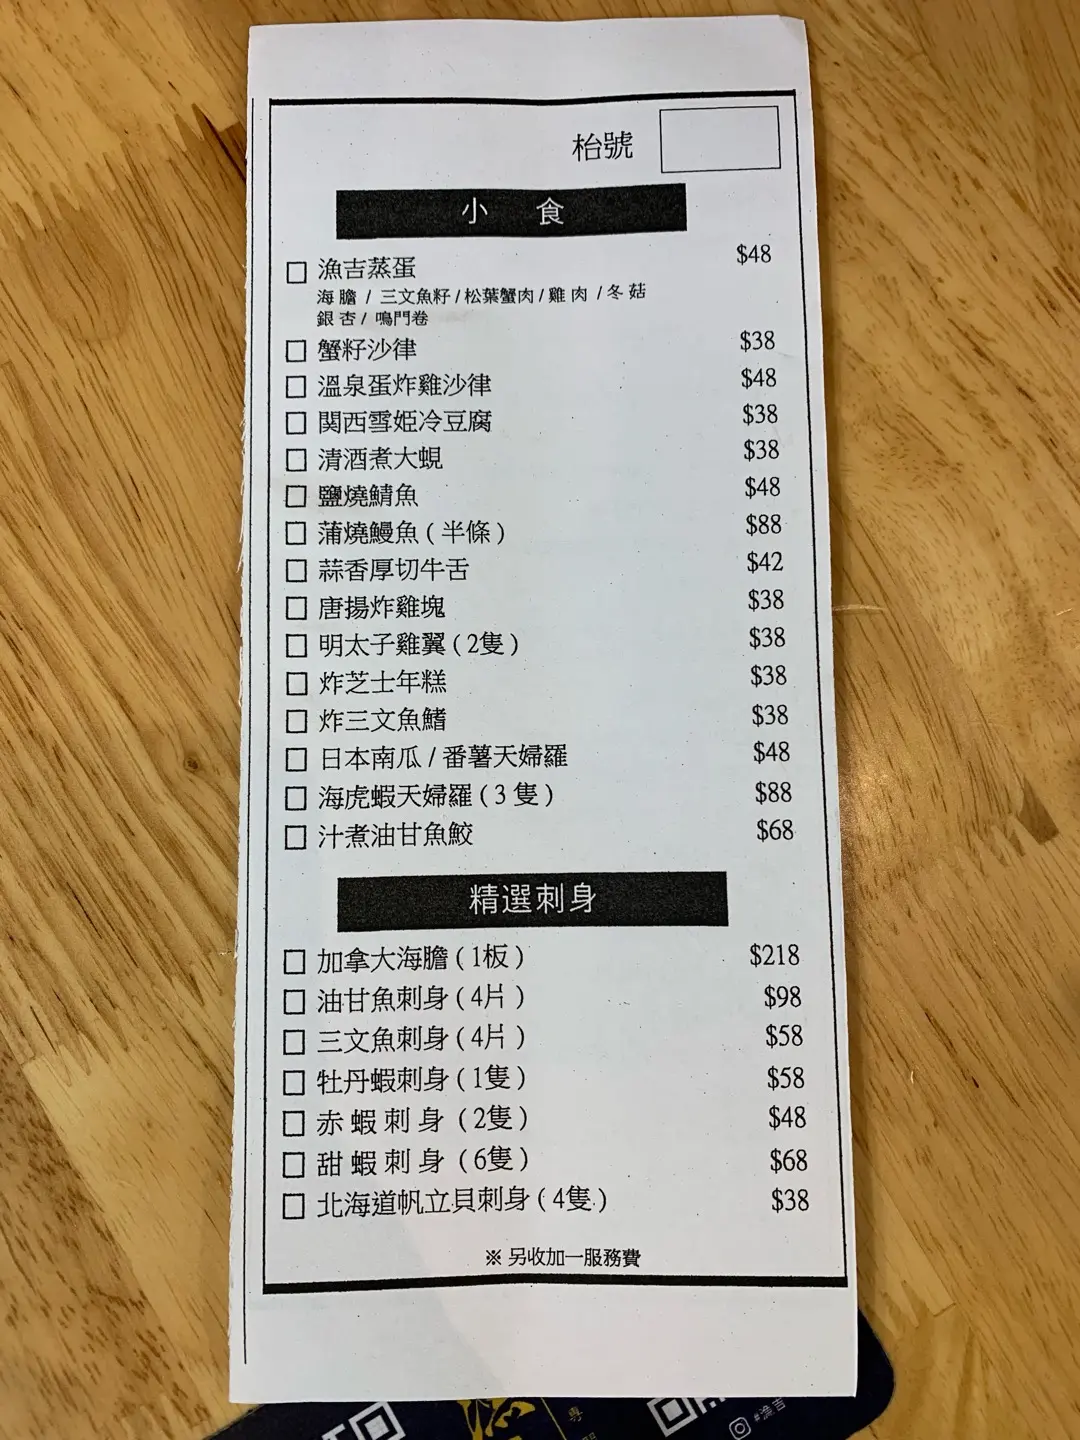 枱號
小食
漁吉蒸蛋 $48
海膽 / 三文魚籽 / 松葉蟹肉 / 雞肉 / 冬菇
銀杏 / 鳴門卷
蟹籽沙律 $38
溫泉蛋炸雞沙律 $48
関西雪姫冷豆腐 $38
清酒煮大蜆 $38
鹽燒鯖魚 $48
蒲燒鰻魚 ( 半條 ) $88
蒜香厚切牛舌 $42
唐揚炸雞塊 $38
明太子雞翼 ( 2隻 ) $38
炸芝士年糕 $38
炸三文魚鰭 $38
日本南瓜 / 番薯天婦羅 $48
海虎蝦天婦羅 ( 3 隻 ) $88
汁煮油甘魚鮫 $68
精選刺身
加拿大海膽 ( 1板 ) $218
油甘魚刺身 ( 4片 ) $98
三文魚刺身 ( 4片 ) $58
牡丹蝦刺身 ( 1隻 ) $58
赤蝦刺身 ( 2隻 ) $48
甜蝦刺身 ( 6隻 ) $68
北海道帆立貝刺身 ( 4隻 ) $38
※ 另收加一服務費
專
#漁吉